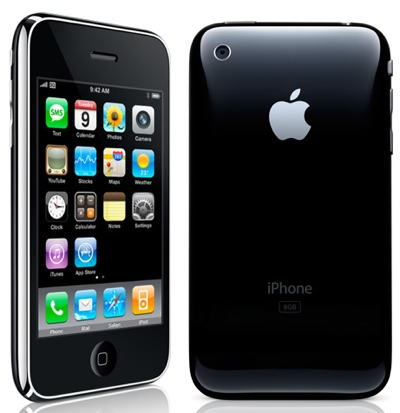 9:42 AM
SMS
Tuesday
9
Text
Calendar
Photos
Camera
YouTube
Stocks
Maps
Weather
Clock
Calculator
Notes
Settings
iTunes
App Store
Phone
Mail
Safari
iPod
iPhone
8GB